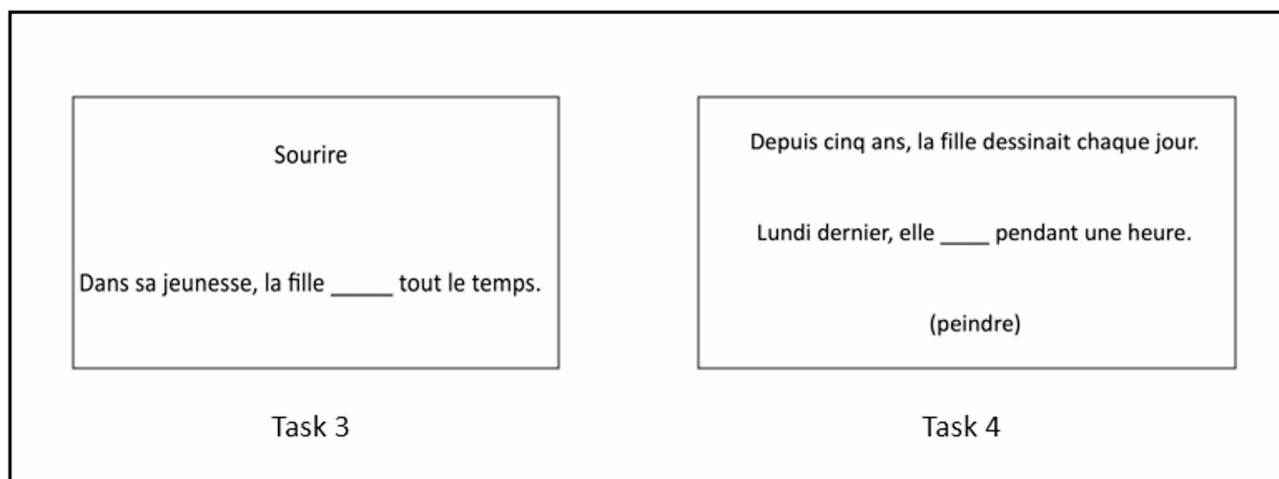 Sourire
Dans sa jeunesse, la fille _____ tout le temps.
Task 3
Depuis cinq ans, la fille dessinait chaque jour.
Lundi dernier, elle ____ pendant une heure.
(peindre)
Task 4